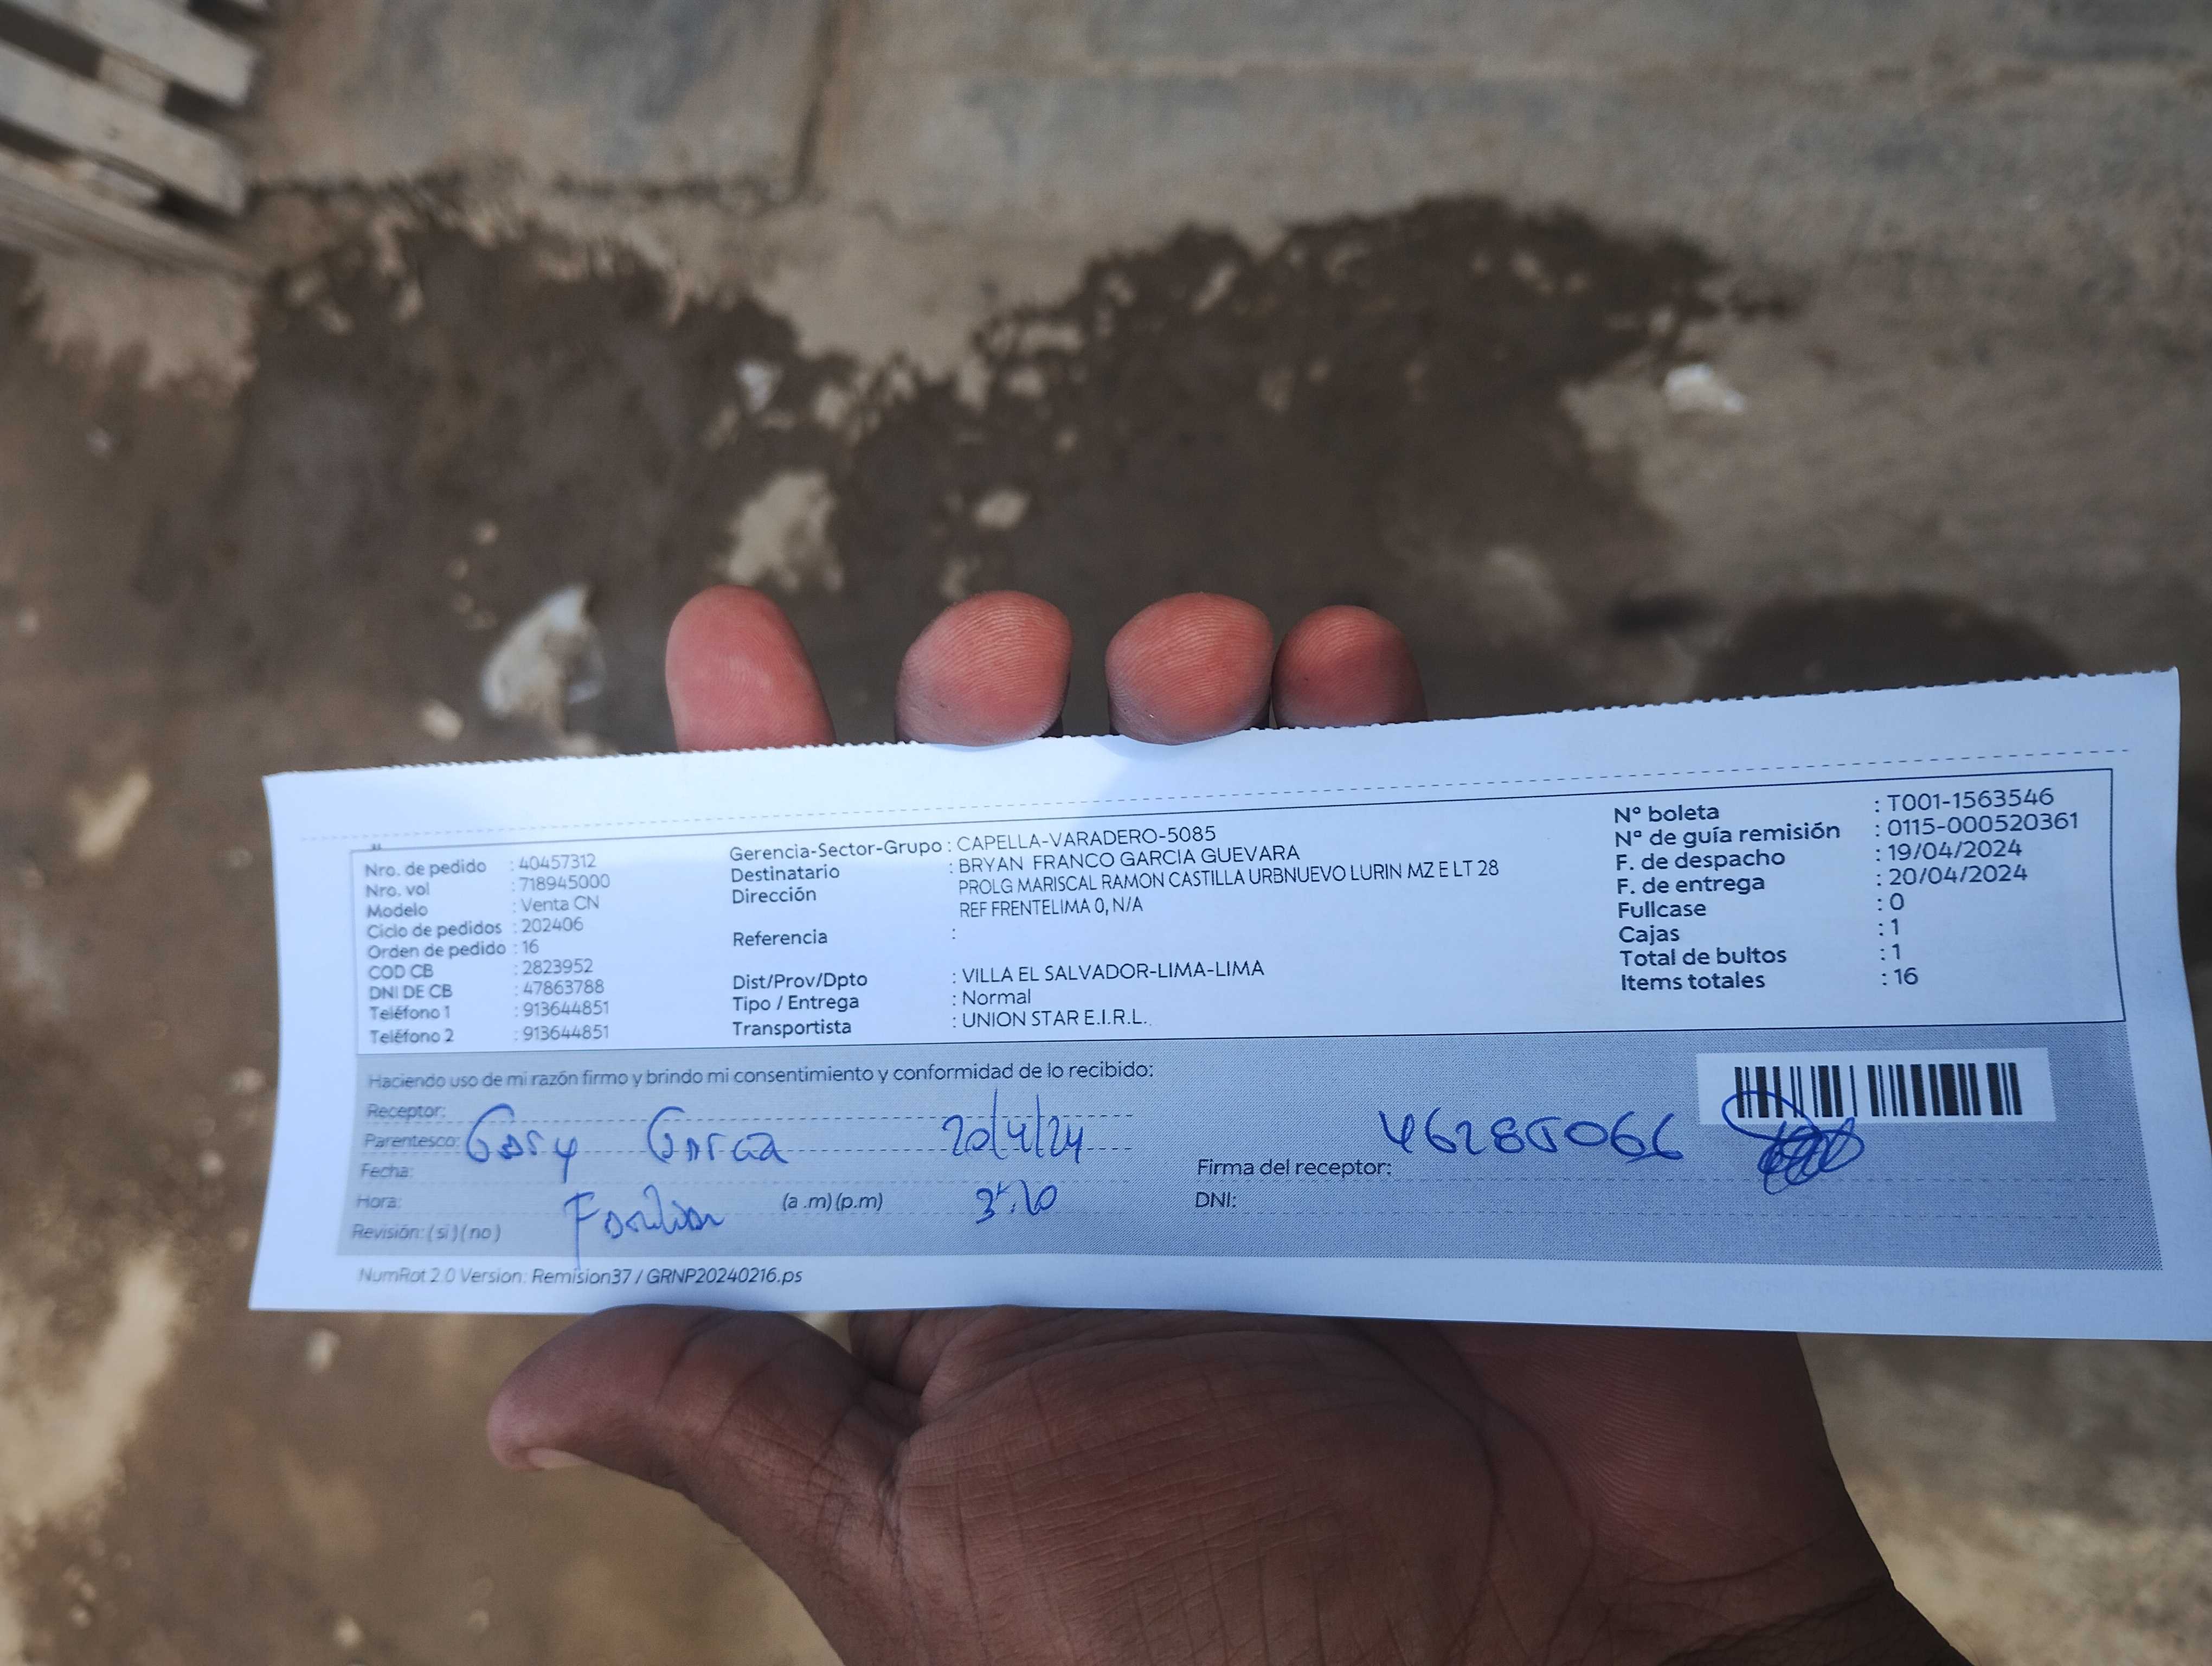 Nro. de pedido : 40457312
Nro. vol : 718945000
Modelo : Venta CN
Ciclo de pedidos : 202406
Orden de pedido : 16
COD CB : 2823952
DNI DE CB : 47863788
Teléfono 1 : 913644851
Teléfono 2 : 913644851
Gerencia-Sector-Grupo : CAPELLA-VARADERO-5085
Destinatario : BRYAN FRANCO GARCIA GUEVARA
Dirección PROLG MARISCAL RAMON CASTILLA URBNUEVO LURIN MZ E LT 28
REF FRENTELIMA 0, N/A
Referencia :
Dist/Prov/Dpto : VILLA EL SALVADOR-LIMA-LIMA
Tipo / Entrega : Normal
Transportista : UNION STAR E.I.R.L.
N° boleta : T001-1563546
N° de guía remisión : 0115-000520361
F. de despacho : 19/04/2024
F. de entrega : 20/04/2024
Fullcase : 0
Cajas : 1
Total de bultos : 1
Items totales : 16
Haciendo uso de mi razón firmo y brindo mi consentimiento y conformidad de lo recibido:
Receptor:
Parentesco: Gary Garcia 20/4/24
Fecha:
Hora: Familiar (a .m) (p.m) 3:10
Revisión: ( si ) ( no )
46285066
Firma del receptor:
DNI:
NumRot 2.0 Version: Remision37 / GRNP20240216.ps